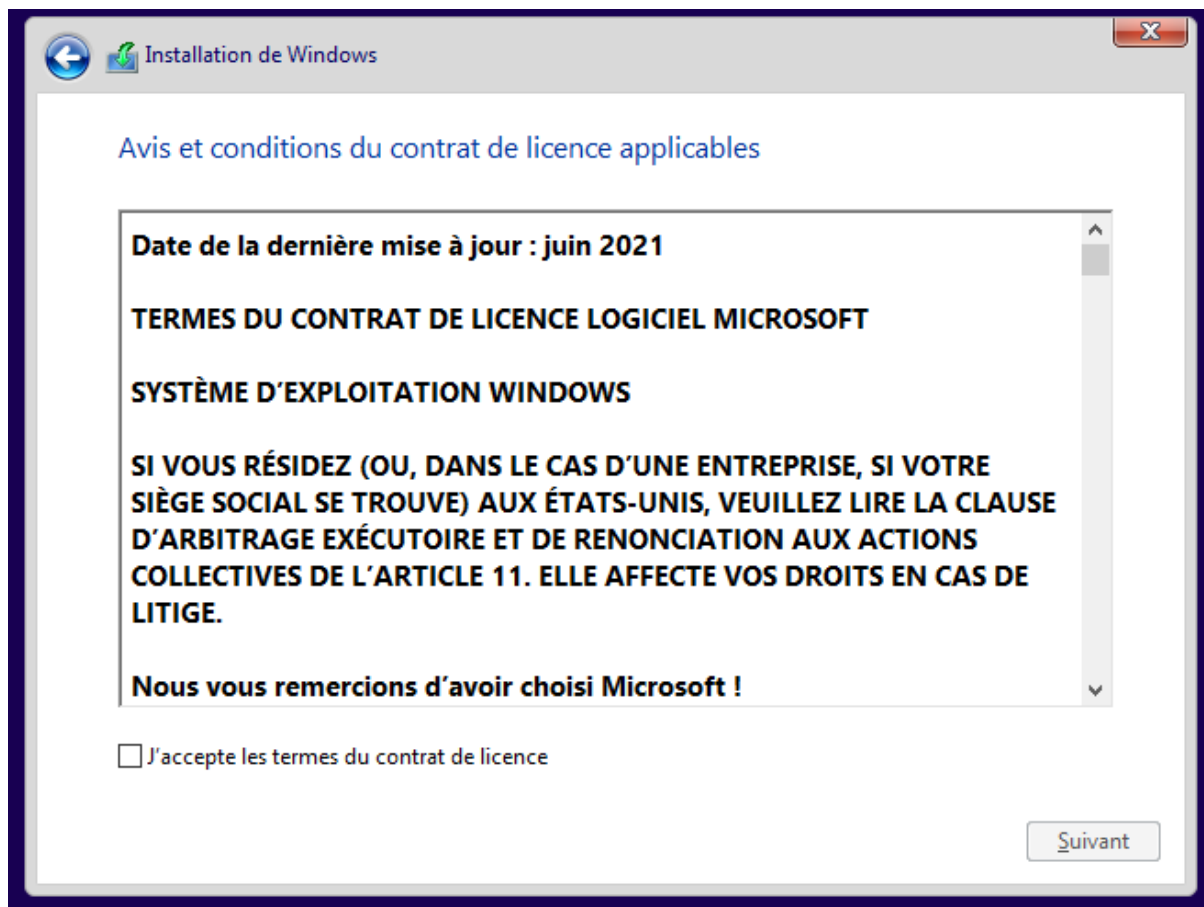 Installation de Windows
Avis et conditions du contrat de licence applicables
Date de la dernière mise à jour : juin 2021
TERMES DU CONTRAT DE LICENCE LOGICIEL MICROSOFT
SYSTÈME D’EXPLOITATION WINDOWS
SI VOUS RÉSIDEZ (OU, DANS LE CAS D’UNE ENTREPRISE, SI VOTRE
SIÈGE SOCIAL SE TROUVE) AUX ÉTATS-UNIS, VEUILLEZ LIRE LA CLAUSE
D’ARBITRAGE EXÉCUTOIRE ET DE RENONCIATION AUX ACTIONS
COLLECTIVES DE L’ARTICLE 11. ELLE AFFECTE VOS DROITS EN CAS DE
LITIGE.
Nous vous remercions d’avoir choisi Microsoft !
J’accepte les termes du contrat de licence
Suivant